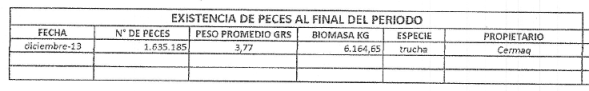 EXISTENCIA DE PECES AL FINAL DEL PERIODO
FECHA N° DE PECES PESO PROMEDIO GRS BIOMASA KG ESPECIE PROPIETARIO
diciembre-13 1.635.185 3,77 6.164,65 trucha Cermaq